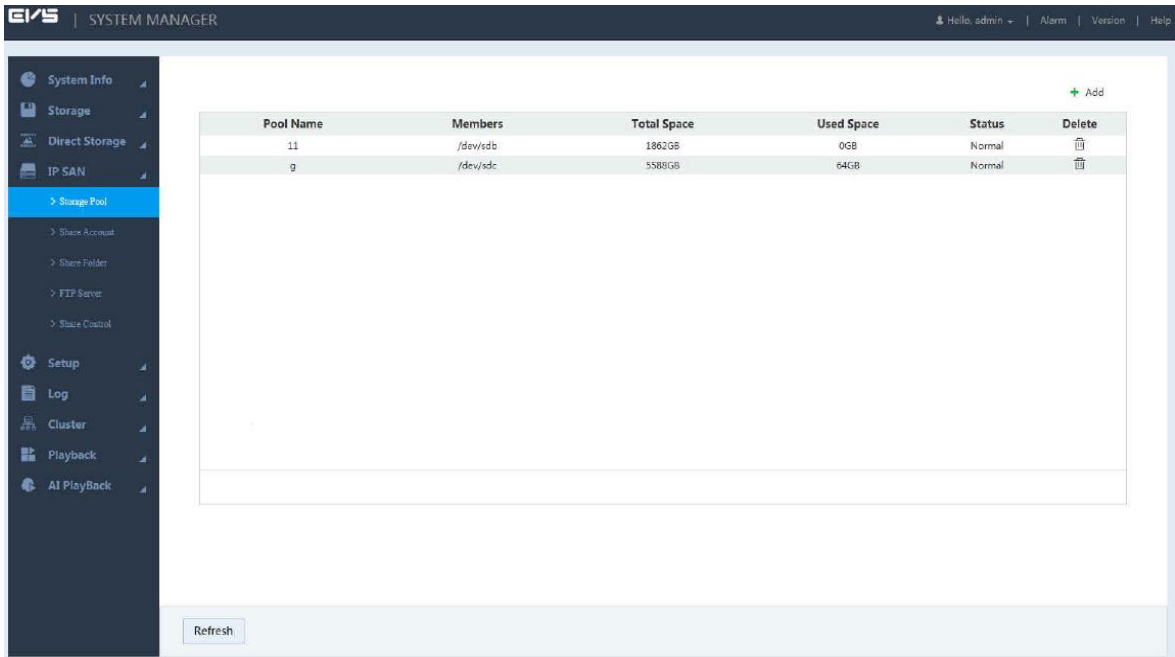 EVS | SYSTEM MANAGER
Hello, admin | Alarm | Version | Help
System Info
Storage
Direct Storage
IP SAN
> Storage Pool
> Share Account
> Share Folder
> FTP Server
> Share Control
Setup
Log
Cluster
Playback
AI PlayBack
+ Add
Pool Name Members Total Space Used Space Status Delete
11 /dev/sdb 1862GB 0GB Normal
g /dev/sdc 5588GB 64GB Normal
Refresh